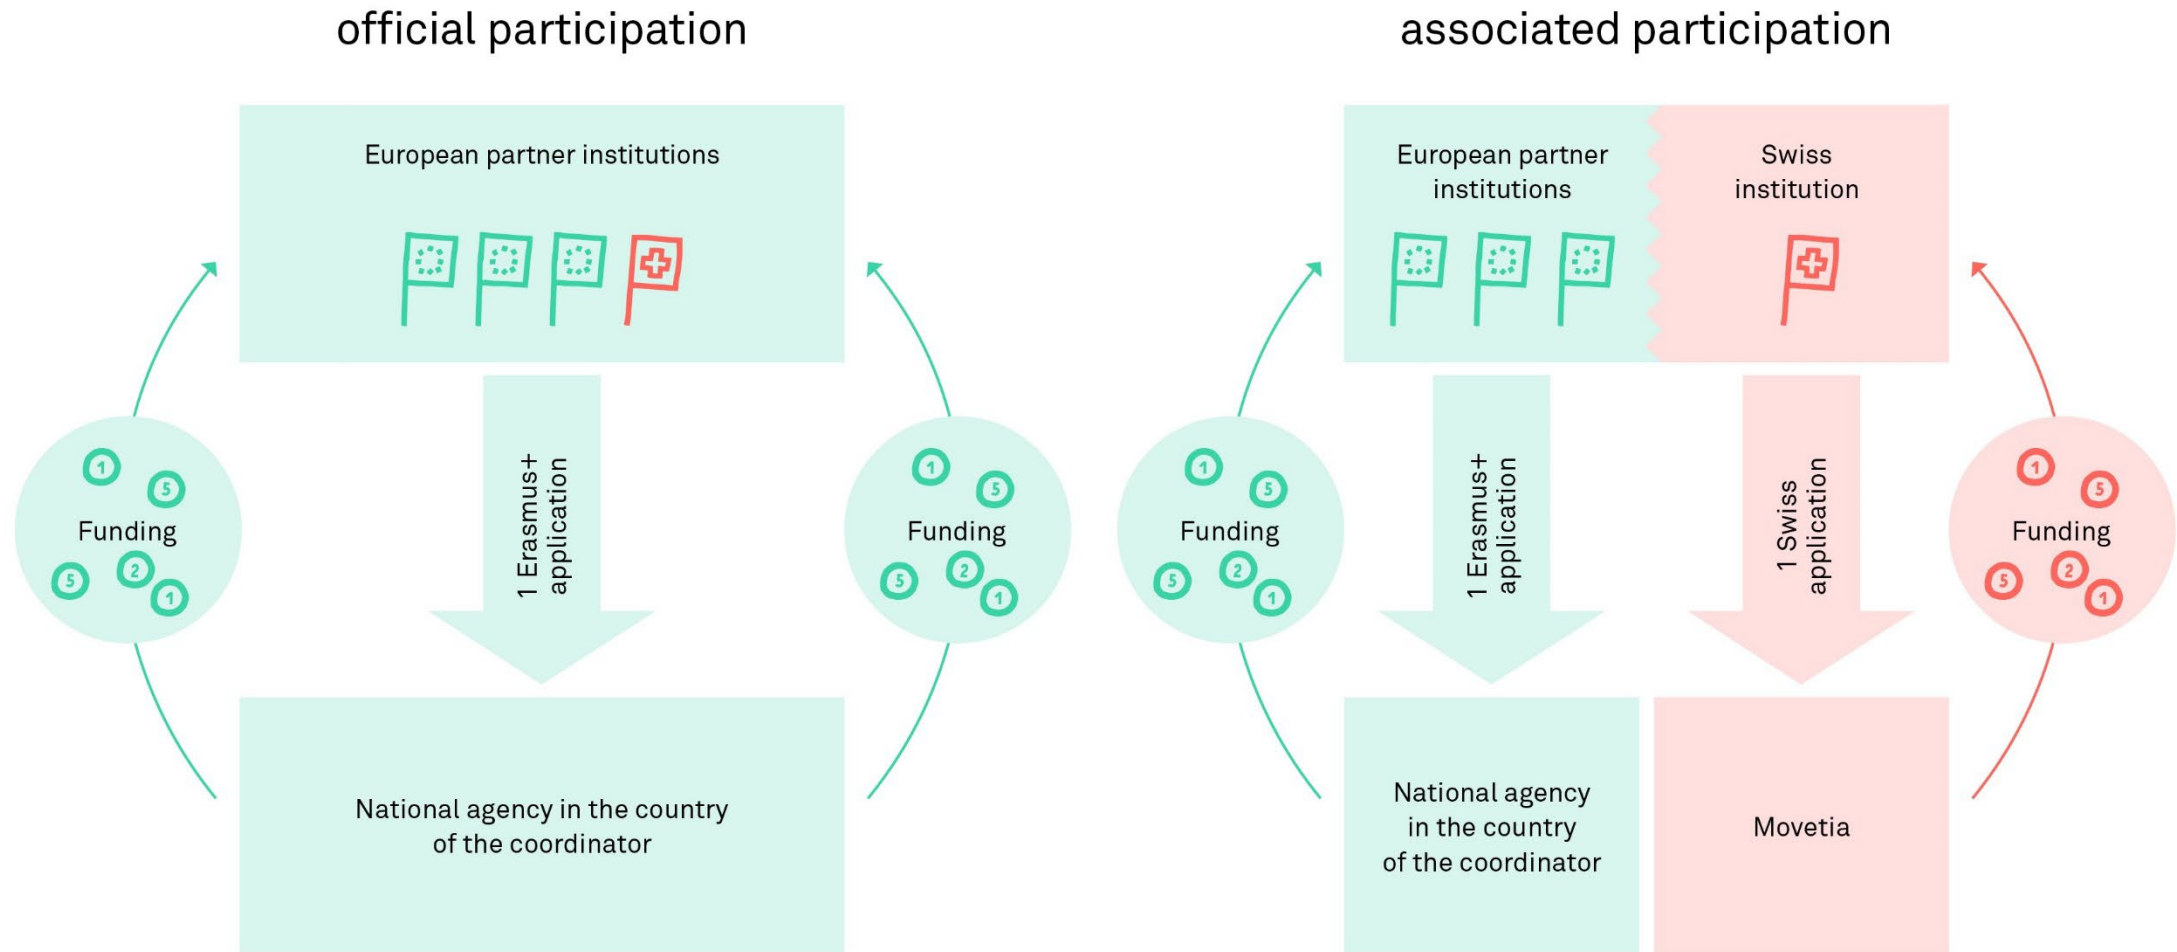 official participation
European partner institutions
1 Erasmus+
application
1
5
Funding
5
2
1
1
5
Funding
5
2
1
National agency in the country
of the coordinator
associated participation
European partner
institutions
Swiss
institution
1
5
Funding
5
2
1
1 Erasmus+
application
1 Swiss
application
1
5
Funding
5
2
1
National agency
in the country
of the coordinator
Movetia